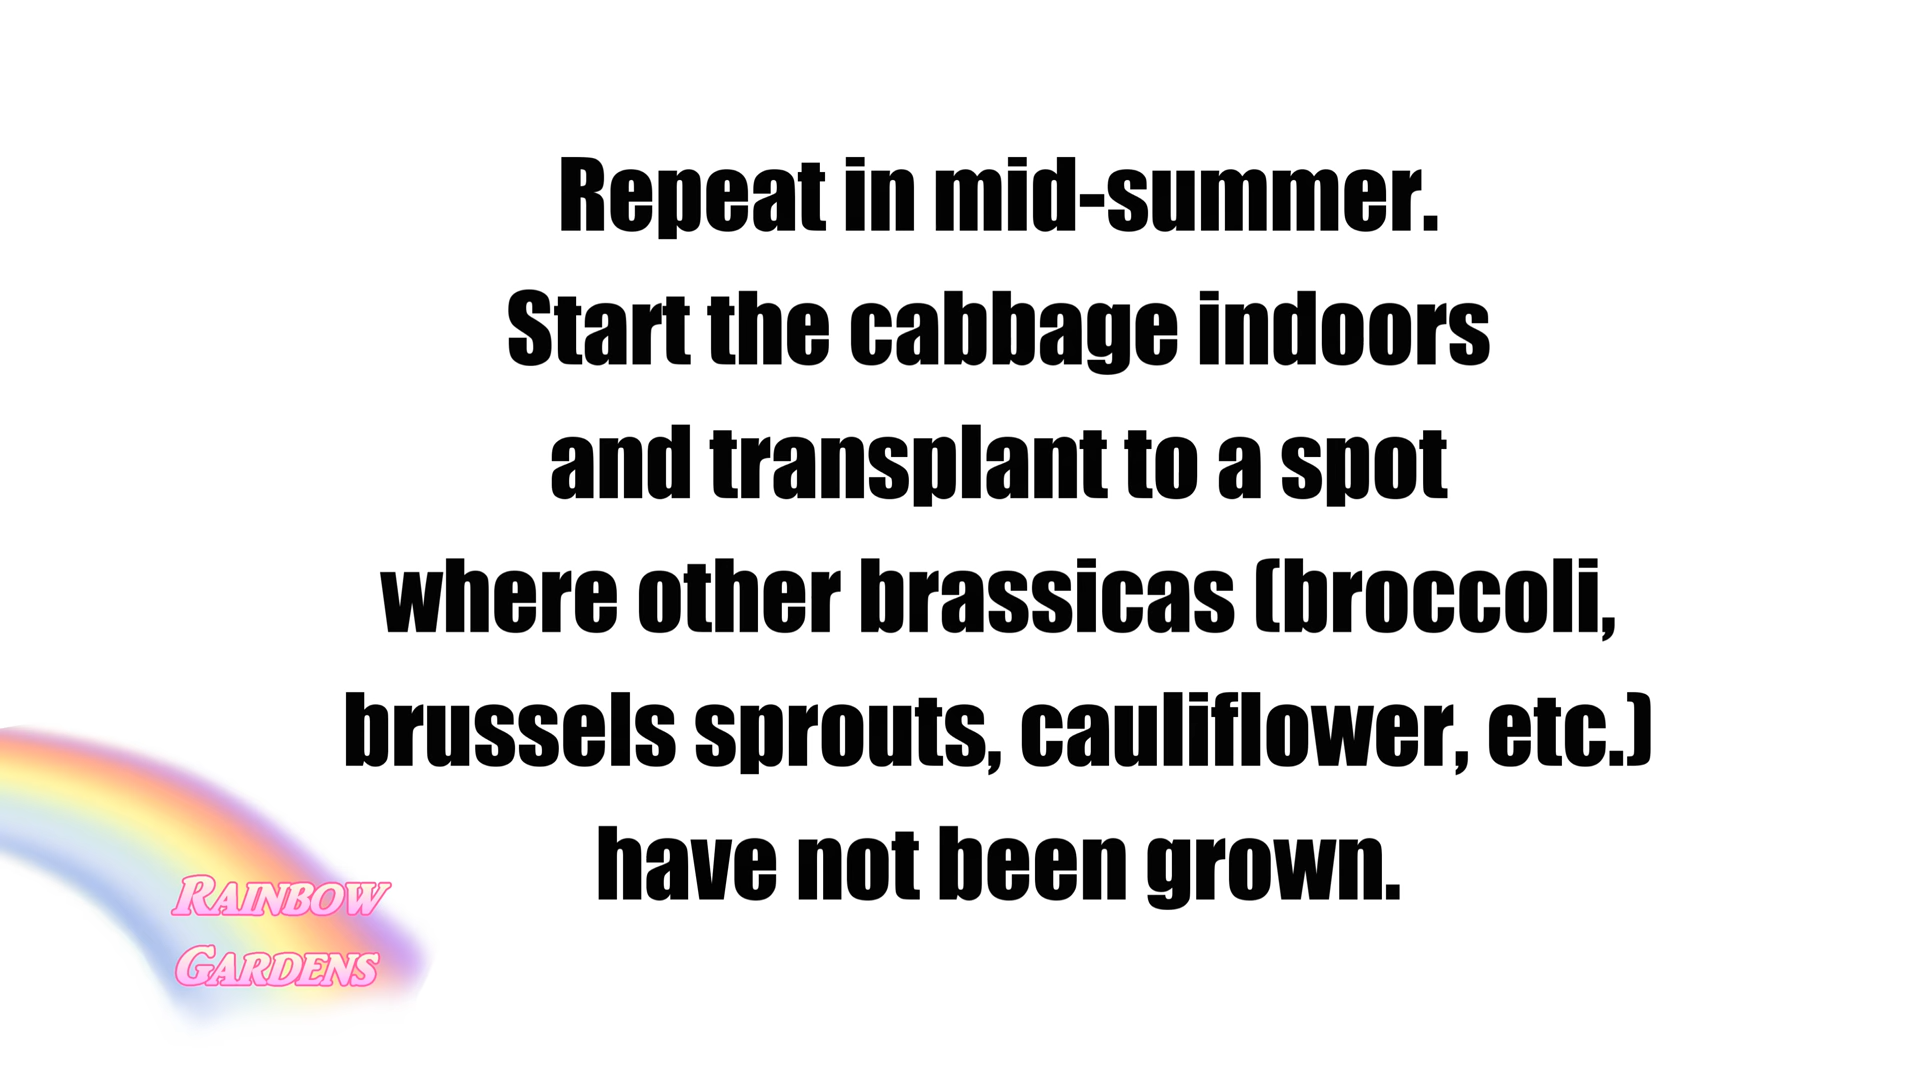 Repeat in mid-summer.
Start the cabbage indoors
and transplant to a spot
where other brassicas (broccoli,
brussels sprouts, cauliflower, etc.)
have not been grown.
Rainbow
Gardens